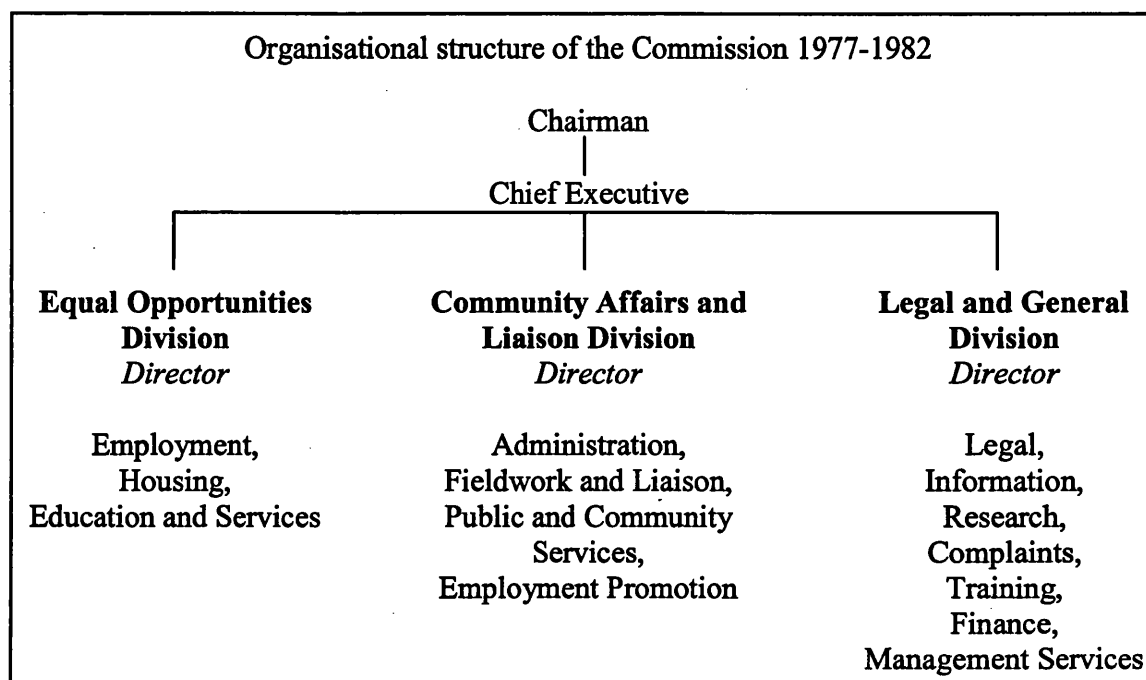 Organisational structure of the Commission 1977-1982
Chairman
Chief Executive
Equal Opportunities
Division
Director
Employment,
Housing,
Education and Services
Community Affairs and
Liaison Division
Director
Administration,
Fieldwork and Liaison,
Public and Community
Services,
Employment Promotion
Legal and General
Division
Director
Legal,
Information,
Research,
Complaints,
Training,
Finance,
Management Services